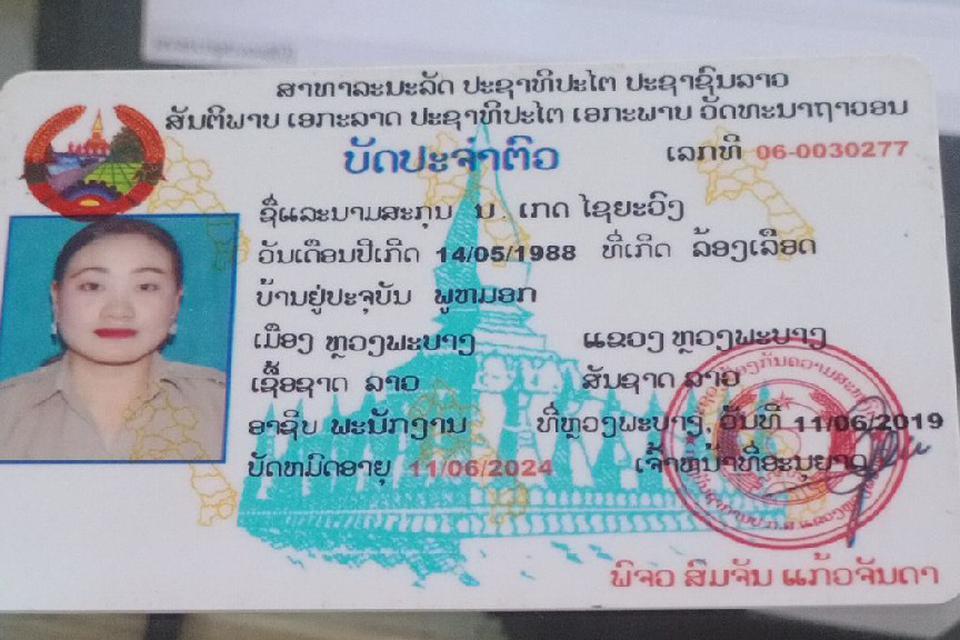 ສາທາລະນະລັດ ປະຊາທິປະໄຕ ປະຊາຊົນລາວ
ສັນຕິພາບ ເອກະລາດ ປະຊາທິປະໄຕ ເອກະພາບ ວັດທະນາຖາວອນ
ບັດປະຈຳຕົວ ເລກທີ 06-0030277
ຊື່ແລະນາມສະກຸນ ນ. ເກດ ໄຊຍະວົງ
ວັນເດືອນປີເກີດ 14/05/1988 ທີ່ເກີດ ລ້ອງເລືອດ
ບ້ານຢູ່ປະຈຸບັນ ພູຫມອກ
ເມືອງ ຫຼວງພະບາງ ແຂວງ ຫຼວງພະບາງ
ເຊື້ອຊາດ ລາວ ສັນຊາດ ລາວ
ອາຊີບ ພະນັກງານ ທີ່ຫຼວງພະບາງ, ວັນທີ 11/06/2019
ບັດຫມົດອາຍຸ 11/06/2024 ເຈົ້າຫນ້າທີ່ອະນຸຍາດ
ພົຈວ ສົມຈັນ ແກ້ວຈັນດາ